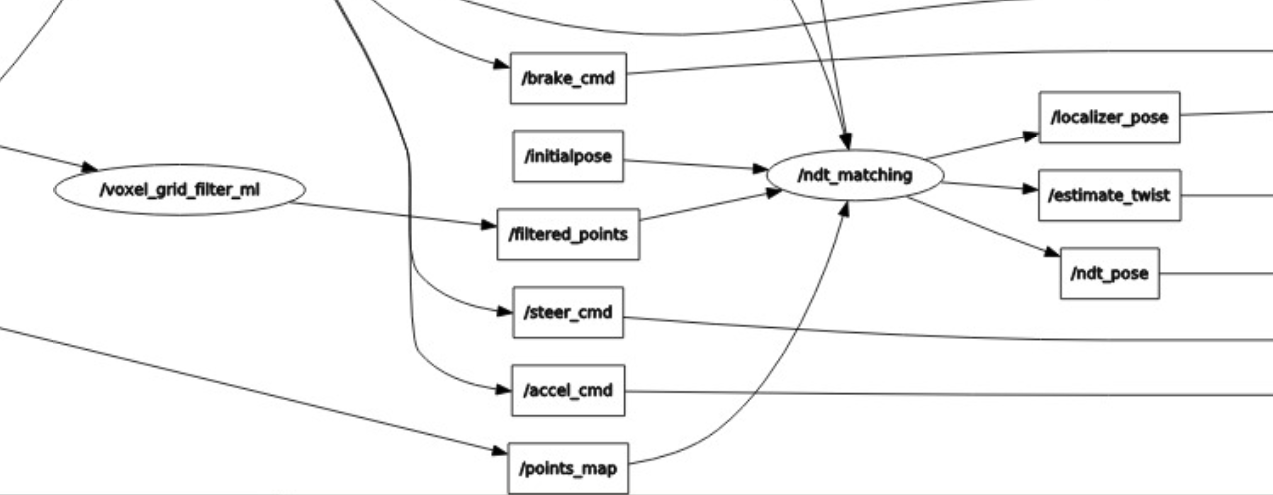 /brake_cmd
/localizer_pose
/initialpose
/ndt_matching
/voxel_grid_filter_ml
/estimate_twist
/filtered_points
/ndt_pose
/steer_cmd
/accel_cmd
/points_map